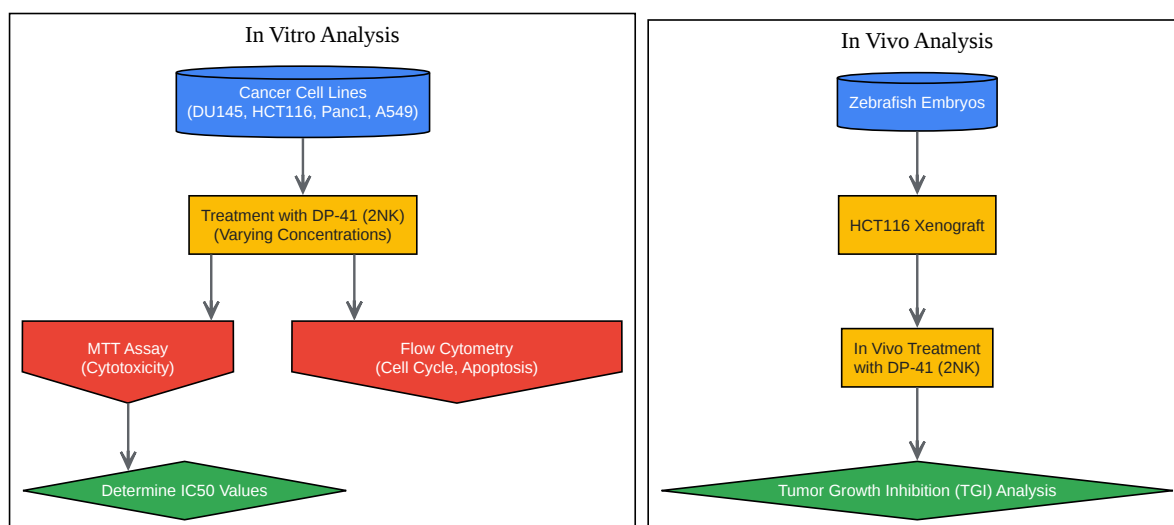 In Vitro Analysis
Cancer Cell Lines
(DU145, HCT116, Panc1, A549)
Treatment with DP-41 (2NK)
(Varying Concentrations)
MTT Assay
(Cytotoxicity)
Flow Cytometry
(Cell Cycle, Apoptosis)
Determine IC50 Values
In Vivo Analysis
Zebrafish Embryos
HCT116 Xenograft
In Vivo Treatment
with DP-41 (2NK)
Tumor Growth Inhibition (TGI) Analysis